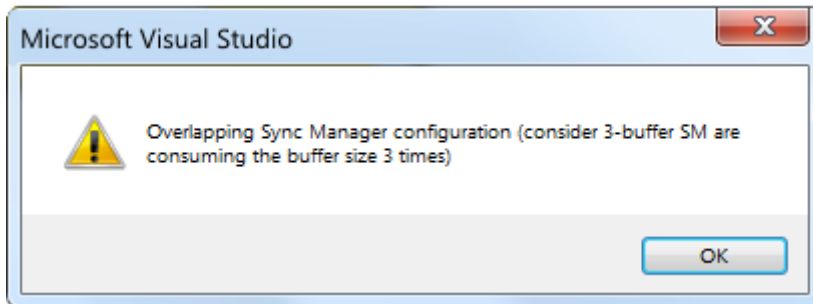 Microsoft Visual Studio
Overlapping Sync Manager configuration (consider 3-buffer SM are
consuming the buffer size 3 times)
OK